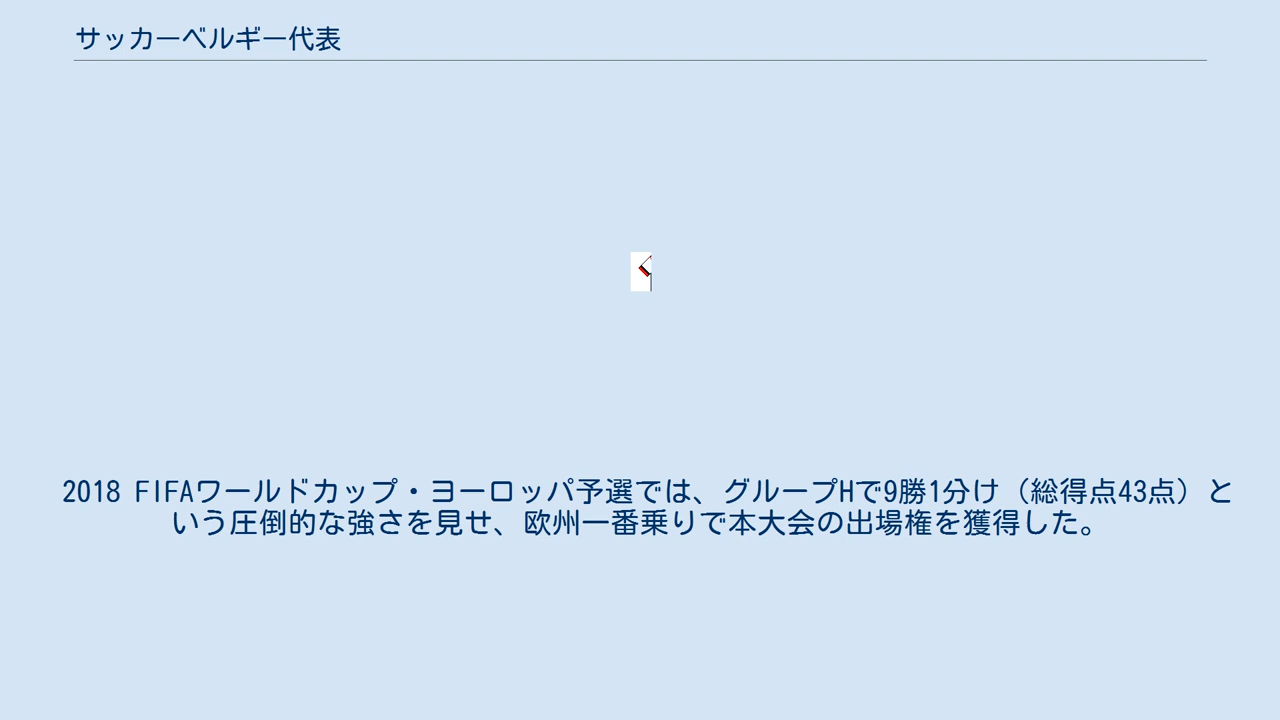 サッカーベルギー代表
2018 FIFAワールドカップ・ヨーロッパ予選では、グループHで9勝1分け（総得点43点）と
いう圧倒的な強さを見せ、欧州一番乗りで本大会の出場権を獲得した。